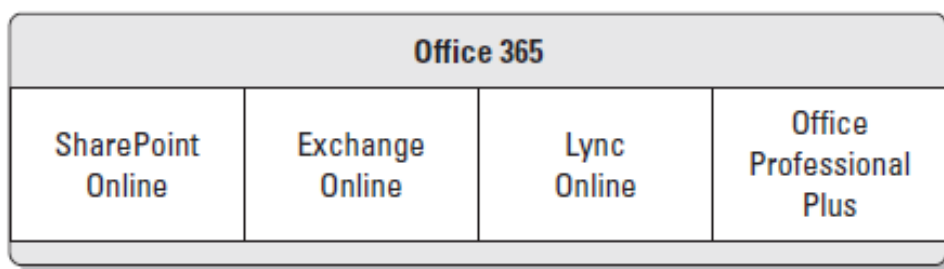 Office 365
SharePoint
Online
Exchange
Online
Lync
Online
Office
Professional
Plus